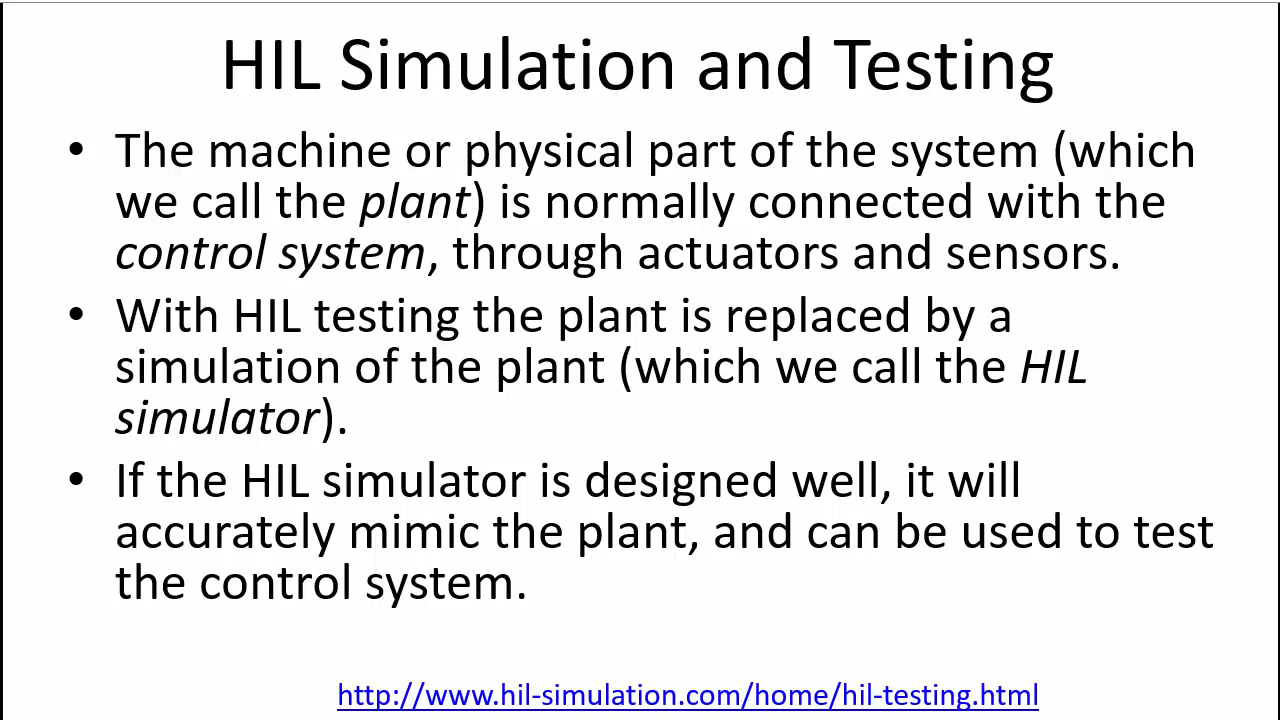 HIL Simulation and Testing
• The machine or physical part of the system (which
we call the plant) is normally connected with the
control system, through actuators and sensors.
• With HIL testing the plant is replaced by a
simulation of the plant (which we call the HIL
simulator).
• If the HIL simulator is designed well, it will
accurately mimic the plant, and can be used to test
the control system.
http://www.hil-simulation.com/home/hil-testing.html